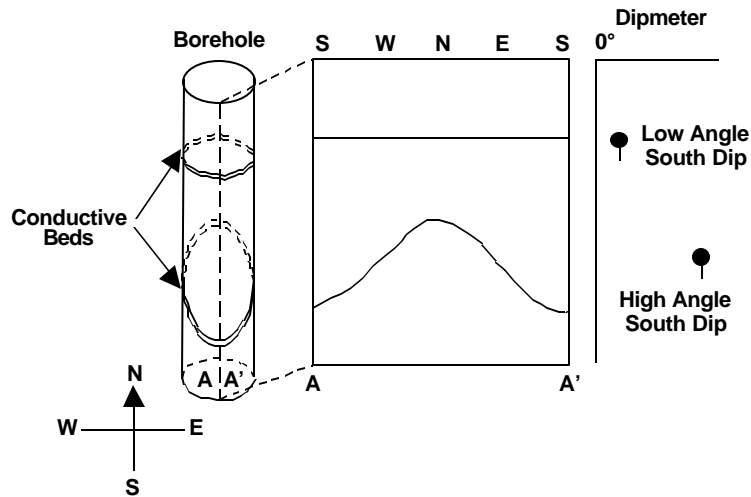 Borehole
S W N E S
Dipmeter
0°
Low Angle
South Dip
Conductive
Beds
High Angle
South Dip
A A'
A A'
N
W E
S